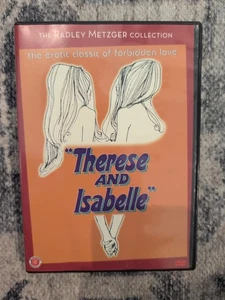 THE RADLEY METZGER COLLECTION
the erotic classic of forbidden love
"Therese
AND
Isabelle"